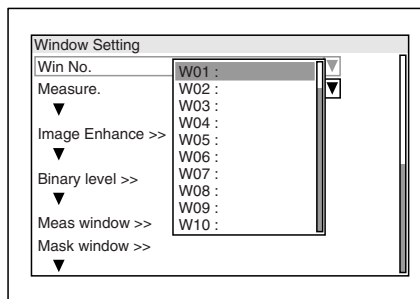 Window Setting
Win No.
W01 :
Measure.
W02 :
W03 :
Image Enhance >>
W04 :
W05 :
W06 :
Binary level >>
W07 :
W08 :
Meas window >>
W09 :
W10 :
Mask window >>